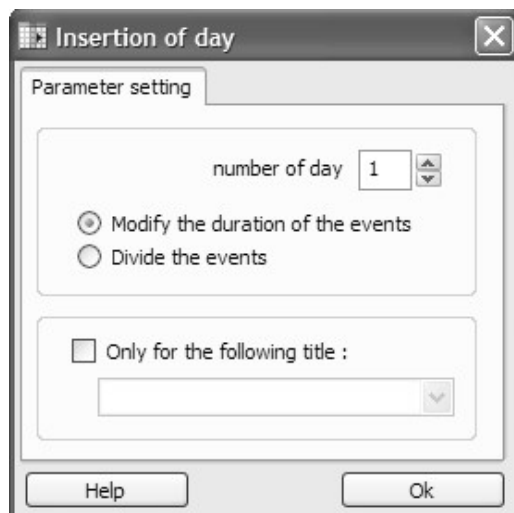 Insertion of day
Parameter setting
number of day 1
Modify the duration of the events
Divide the events
Only for the following title :
Help Ok